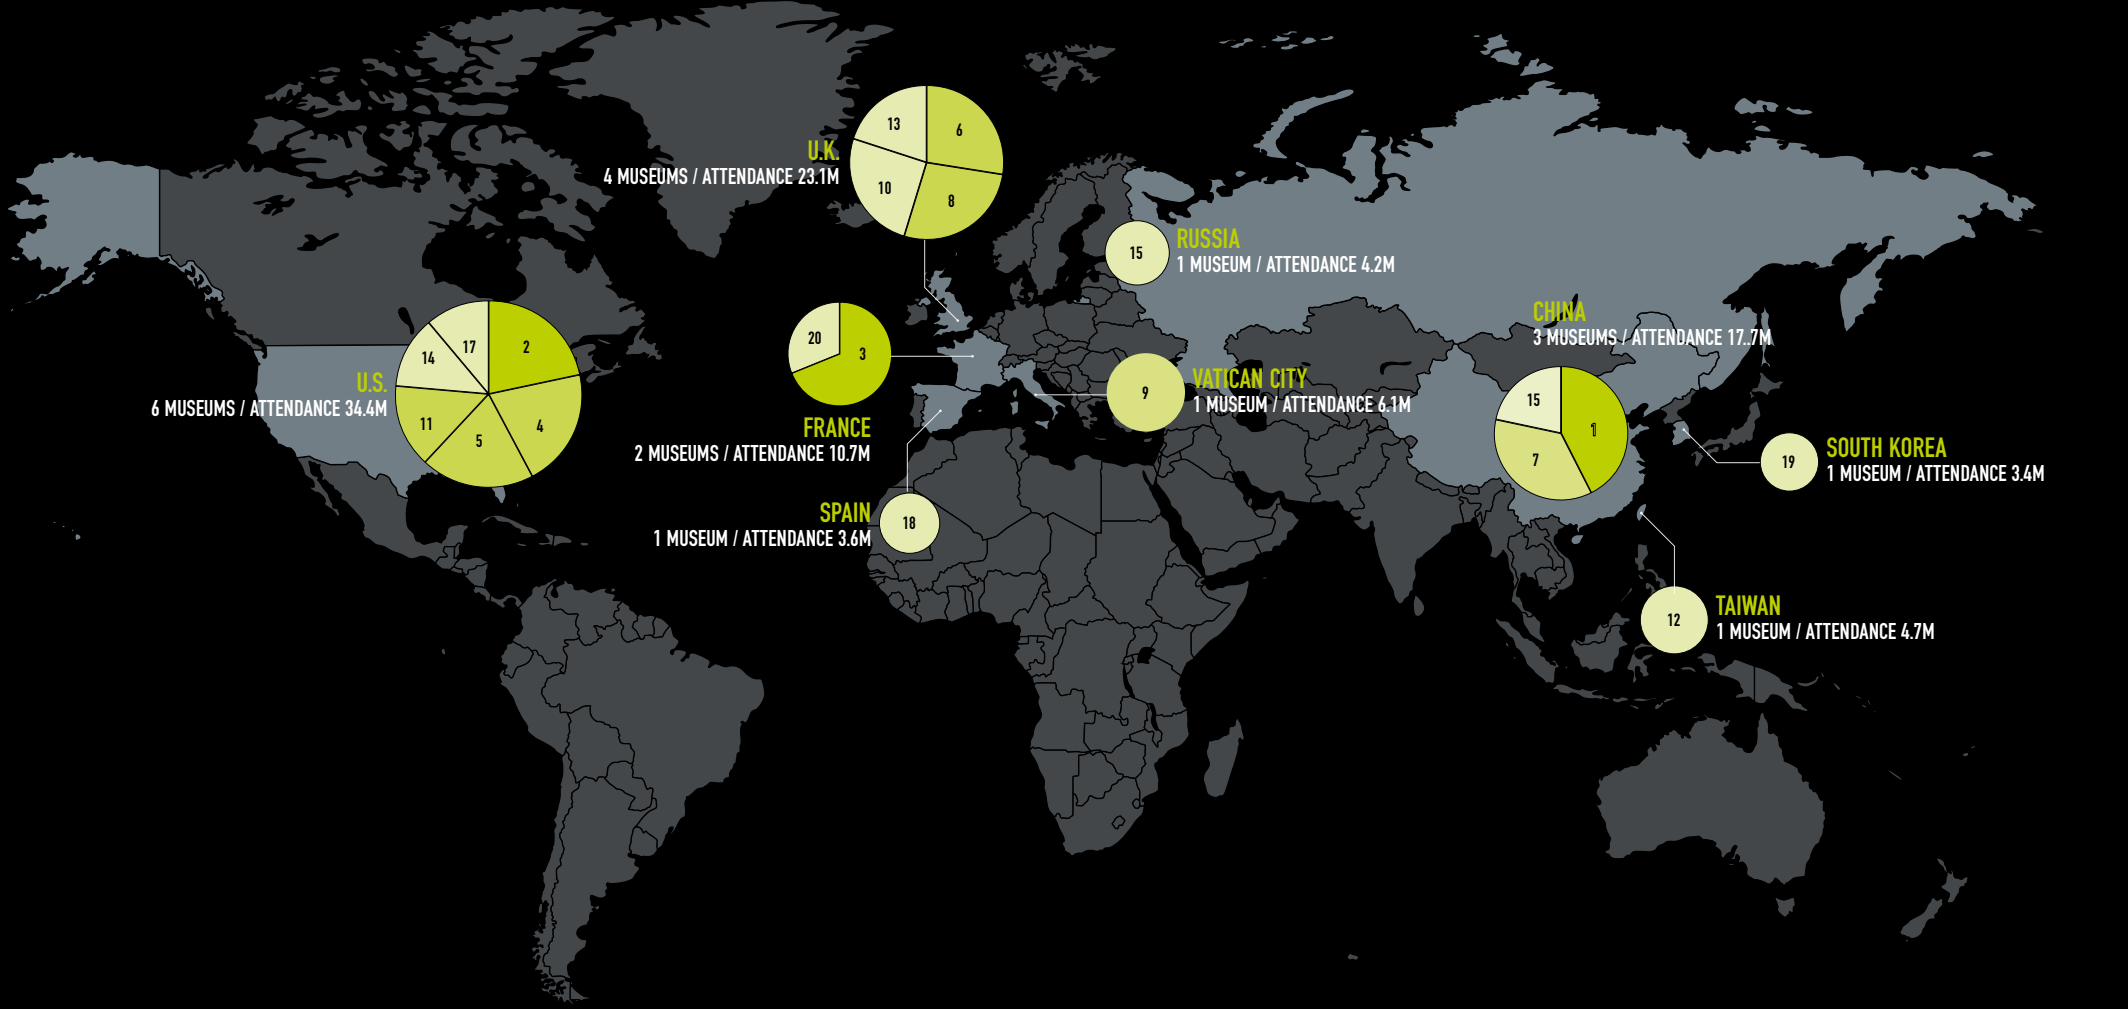 13
6
10
8
U.K.
4 MUSEUMS / ATTENDANCE 23.1M
15
RUSSIA
1 MUSEUM / ATTENDANCE 4.2M
17
2
14
4
11
5
U.S.
6 MUSEUMS / ATTENDANCE 34.4M
20
3
FRANCE
2 MUSEUMS / ATTENDANCE 10.7M
9
VATICAN CITY
1 MUSEUM / ATTENDANCE 6.1M
CHINA
3 MUSEUMS / ATTENDANCE 17..7M
15
1
7
19
SOUTH KOREA
1 MUSEUM / ATTENDANCE 3.4M
SPAIN
1 MUSEUM / ATTENDANCE 3.6M
18
12
TAIWAN
1 MUSEUM / ATTENDANCE 4.7M